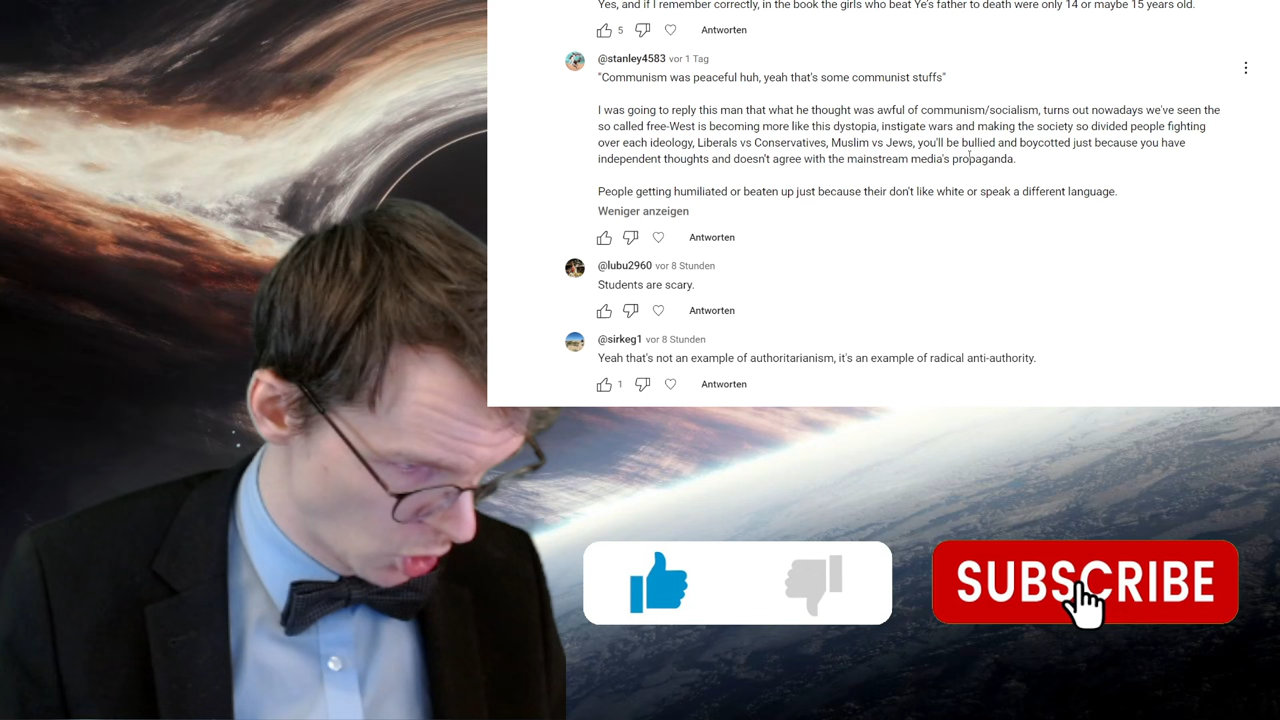 Yes, and if I remember correctly, in the book the girls who beat Ye's father to death were only 14 or maybe 15 years old.
5 Antworten
@stanley4583 vor 1 Tag
"Communism was peaceful huh, yeah that's some communist stuffs"
I was going to reply this man that what he thought was awful of communism/socialism, turns out nowadays we've seen the
so called free-West is becoming more like this dystopia, instigate wars and making the society so divided people fighting
over each ideology, Liberals vs Conservatives, Muslim vs Jews, you'll be bullied and boycotted just because you have
independent thoughts and doesn't agree with the mainstream media's propaganda.
People getting humiliated or beaten up just because their don't like white or speak a different language.
Weniger anzeigen
Antworten
@lubu2960 vor 8 Stunden
Students are scary.
Antworten
@sirkeg1 vor 8 Stunden
Yeah that's not an example of authoritarianism, it's an example of radical anti-authority.
1 Antworten
SUBSCRIBE